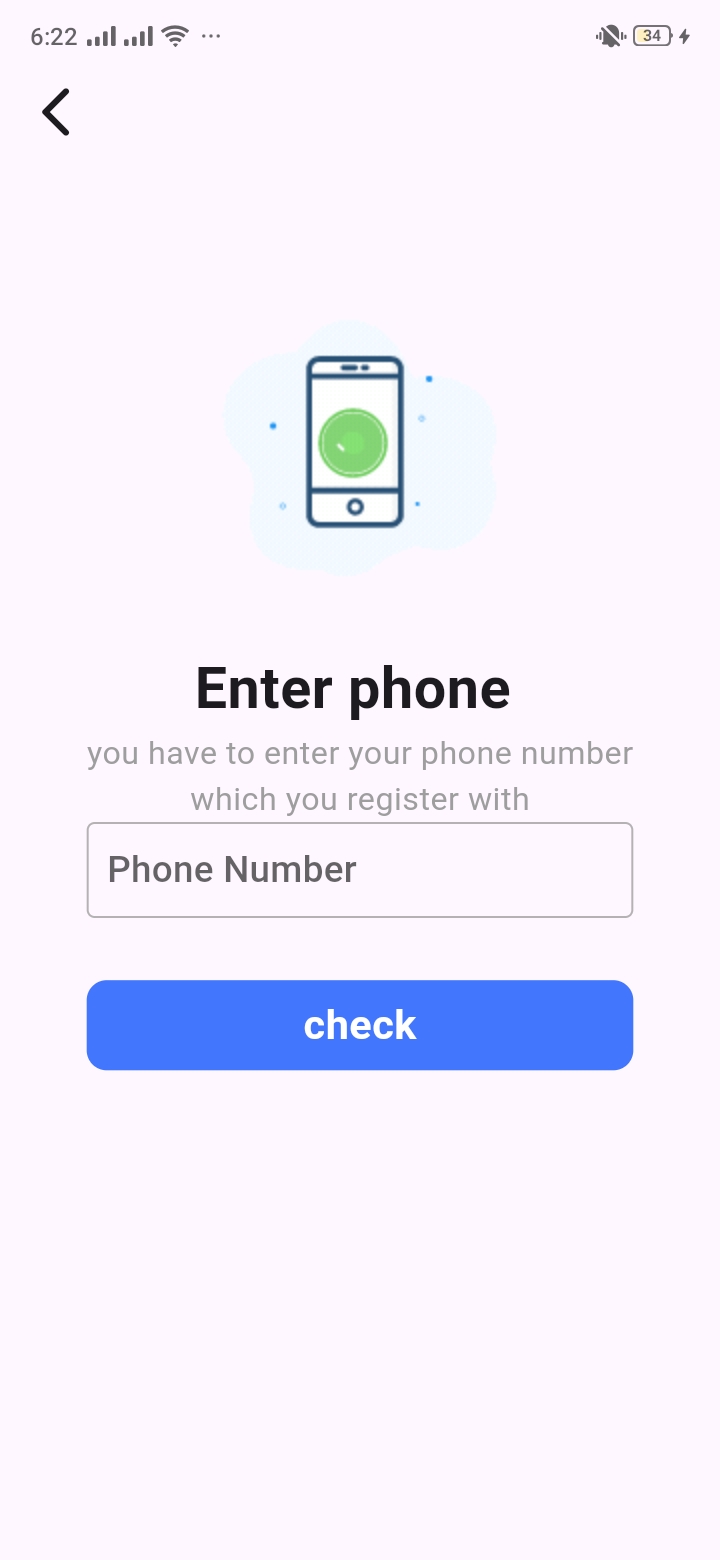 6:22 ... 34
Enter phone
you have to enter your phone number
which you register with
Phone Number
check